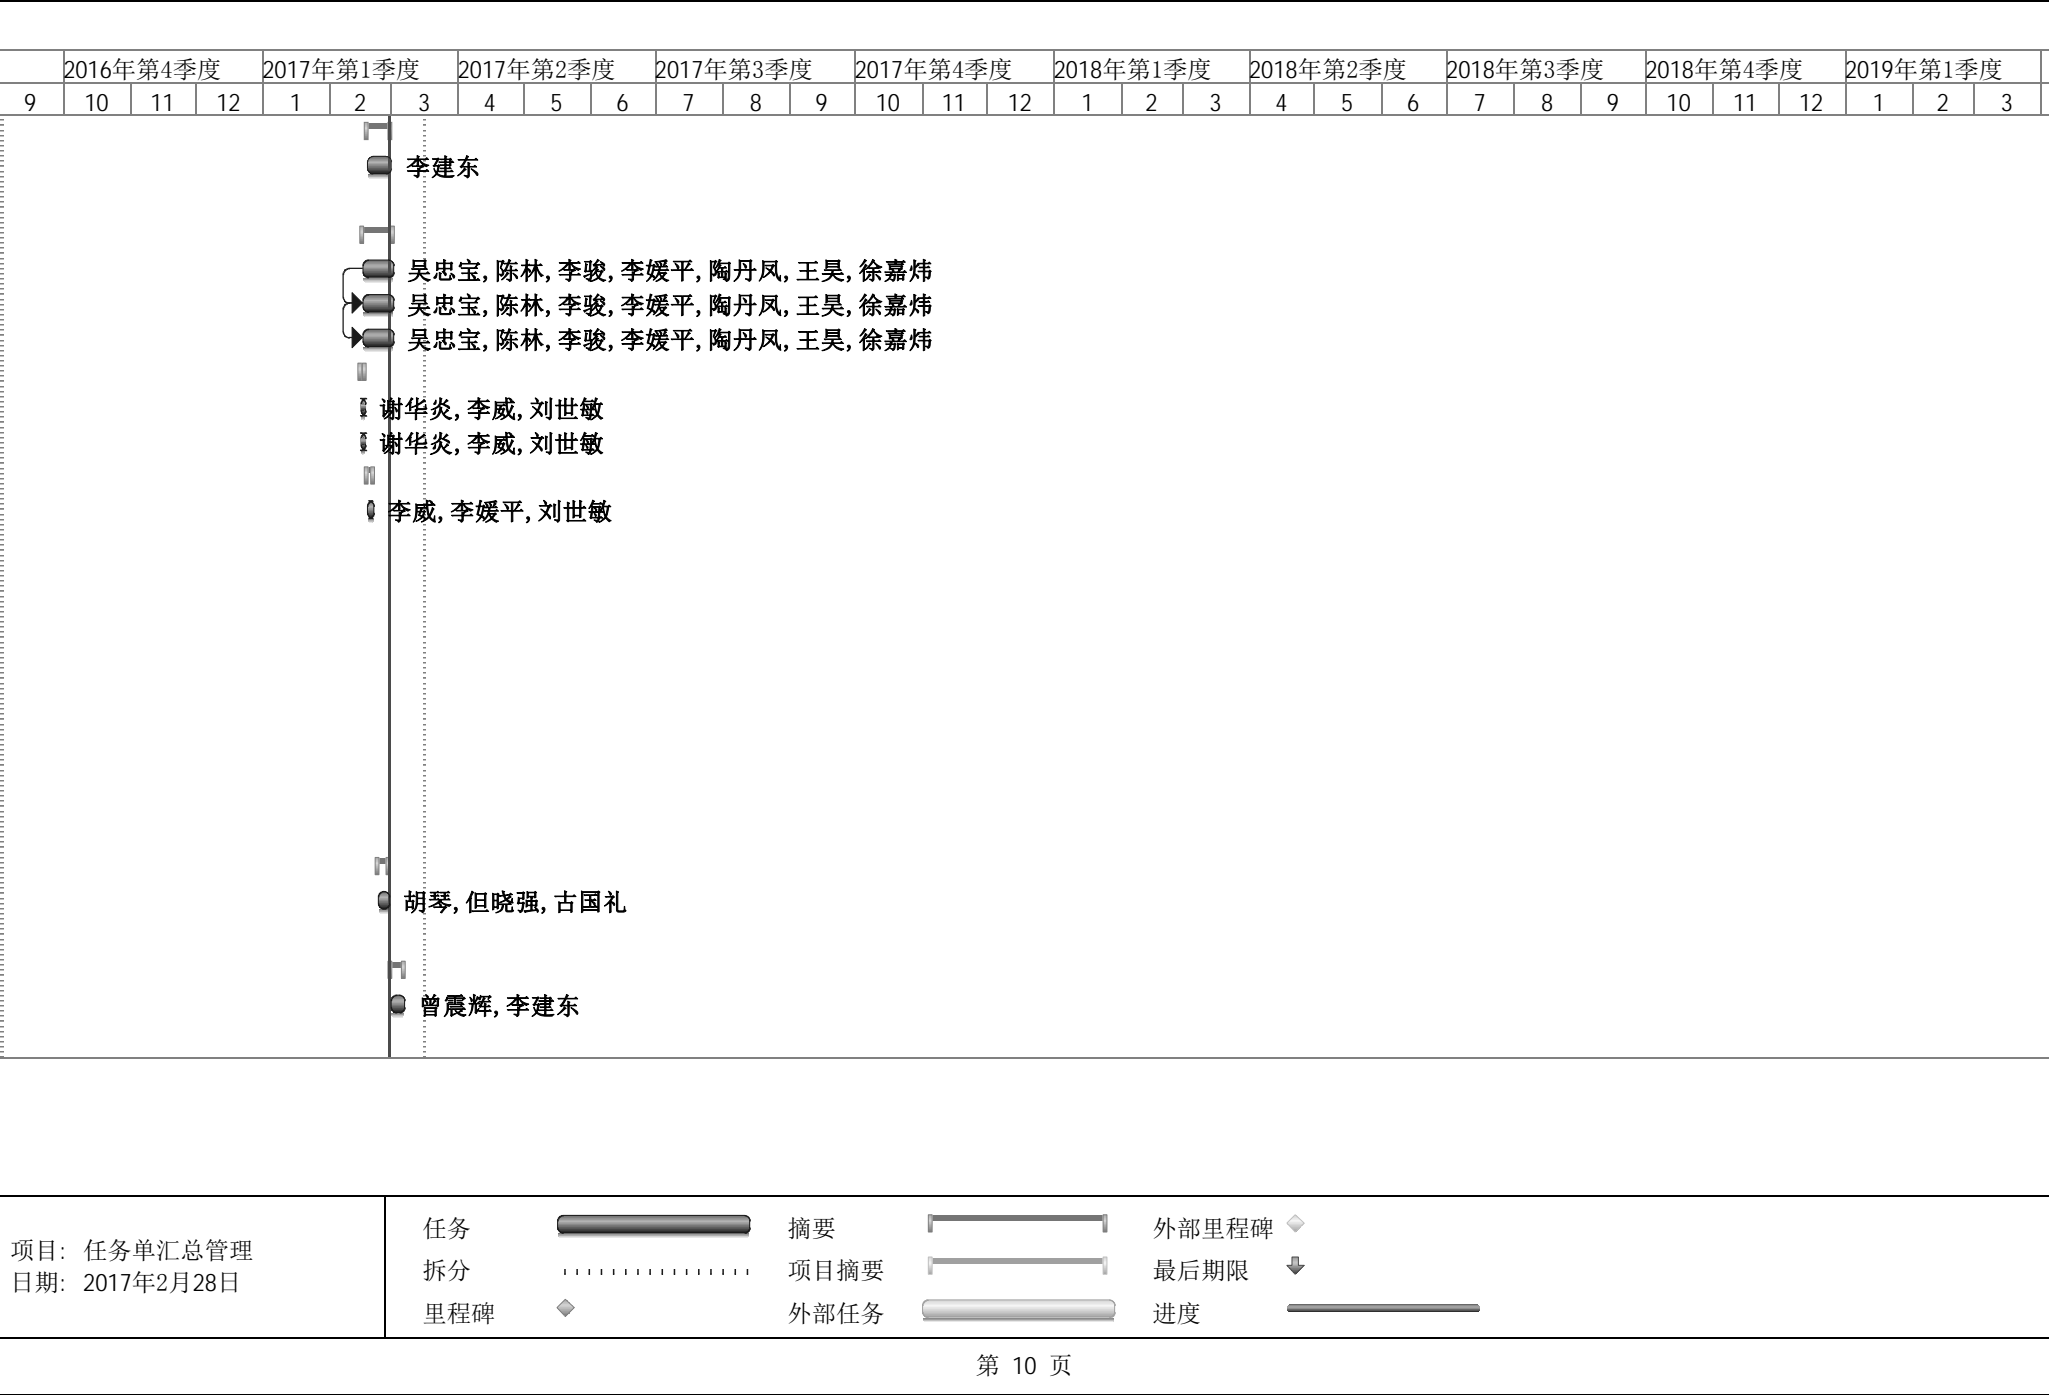 2016年第4季度 2017年第1季度 2017年第2季度 2017年第3季度 2017年第4季度 2018年第1季度 2018年第2季度 2018年第3季度 2018年第4季度 2019年第1季度
9 10 11 12 1 2 3 4 5 6 7 8 9 10 11 12 1 2 3 4 5 6 7 8 9 10 11 12 1 2 3
李建东
吴忠宝,陈林,李骏,李媛平,陶丹凤,王昊,徐嘉炜
吴忠宝,陈林,李骏,李媛平,陶丹凤,王昊,徐嘉炜
吴忠宝,陈林,李骏,李媛平,陶丹凤,王昊,徐嘉炜
谢华炎,李威,刘世敏
谢华炎,李威,刘世敏
李威,李媛平,刘世敏
胡琴,但晓强,古国礼
曾震辉,李建东
项目: 任务单汇总管理
日期: 2017年2月28日
任务 摘要 外部里程碑
拆分 项目摘要 最后期限
里程碑 外部任务 进度
第 10 页